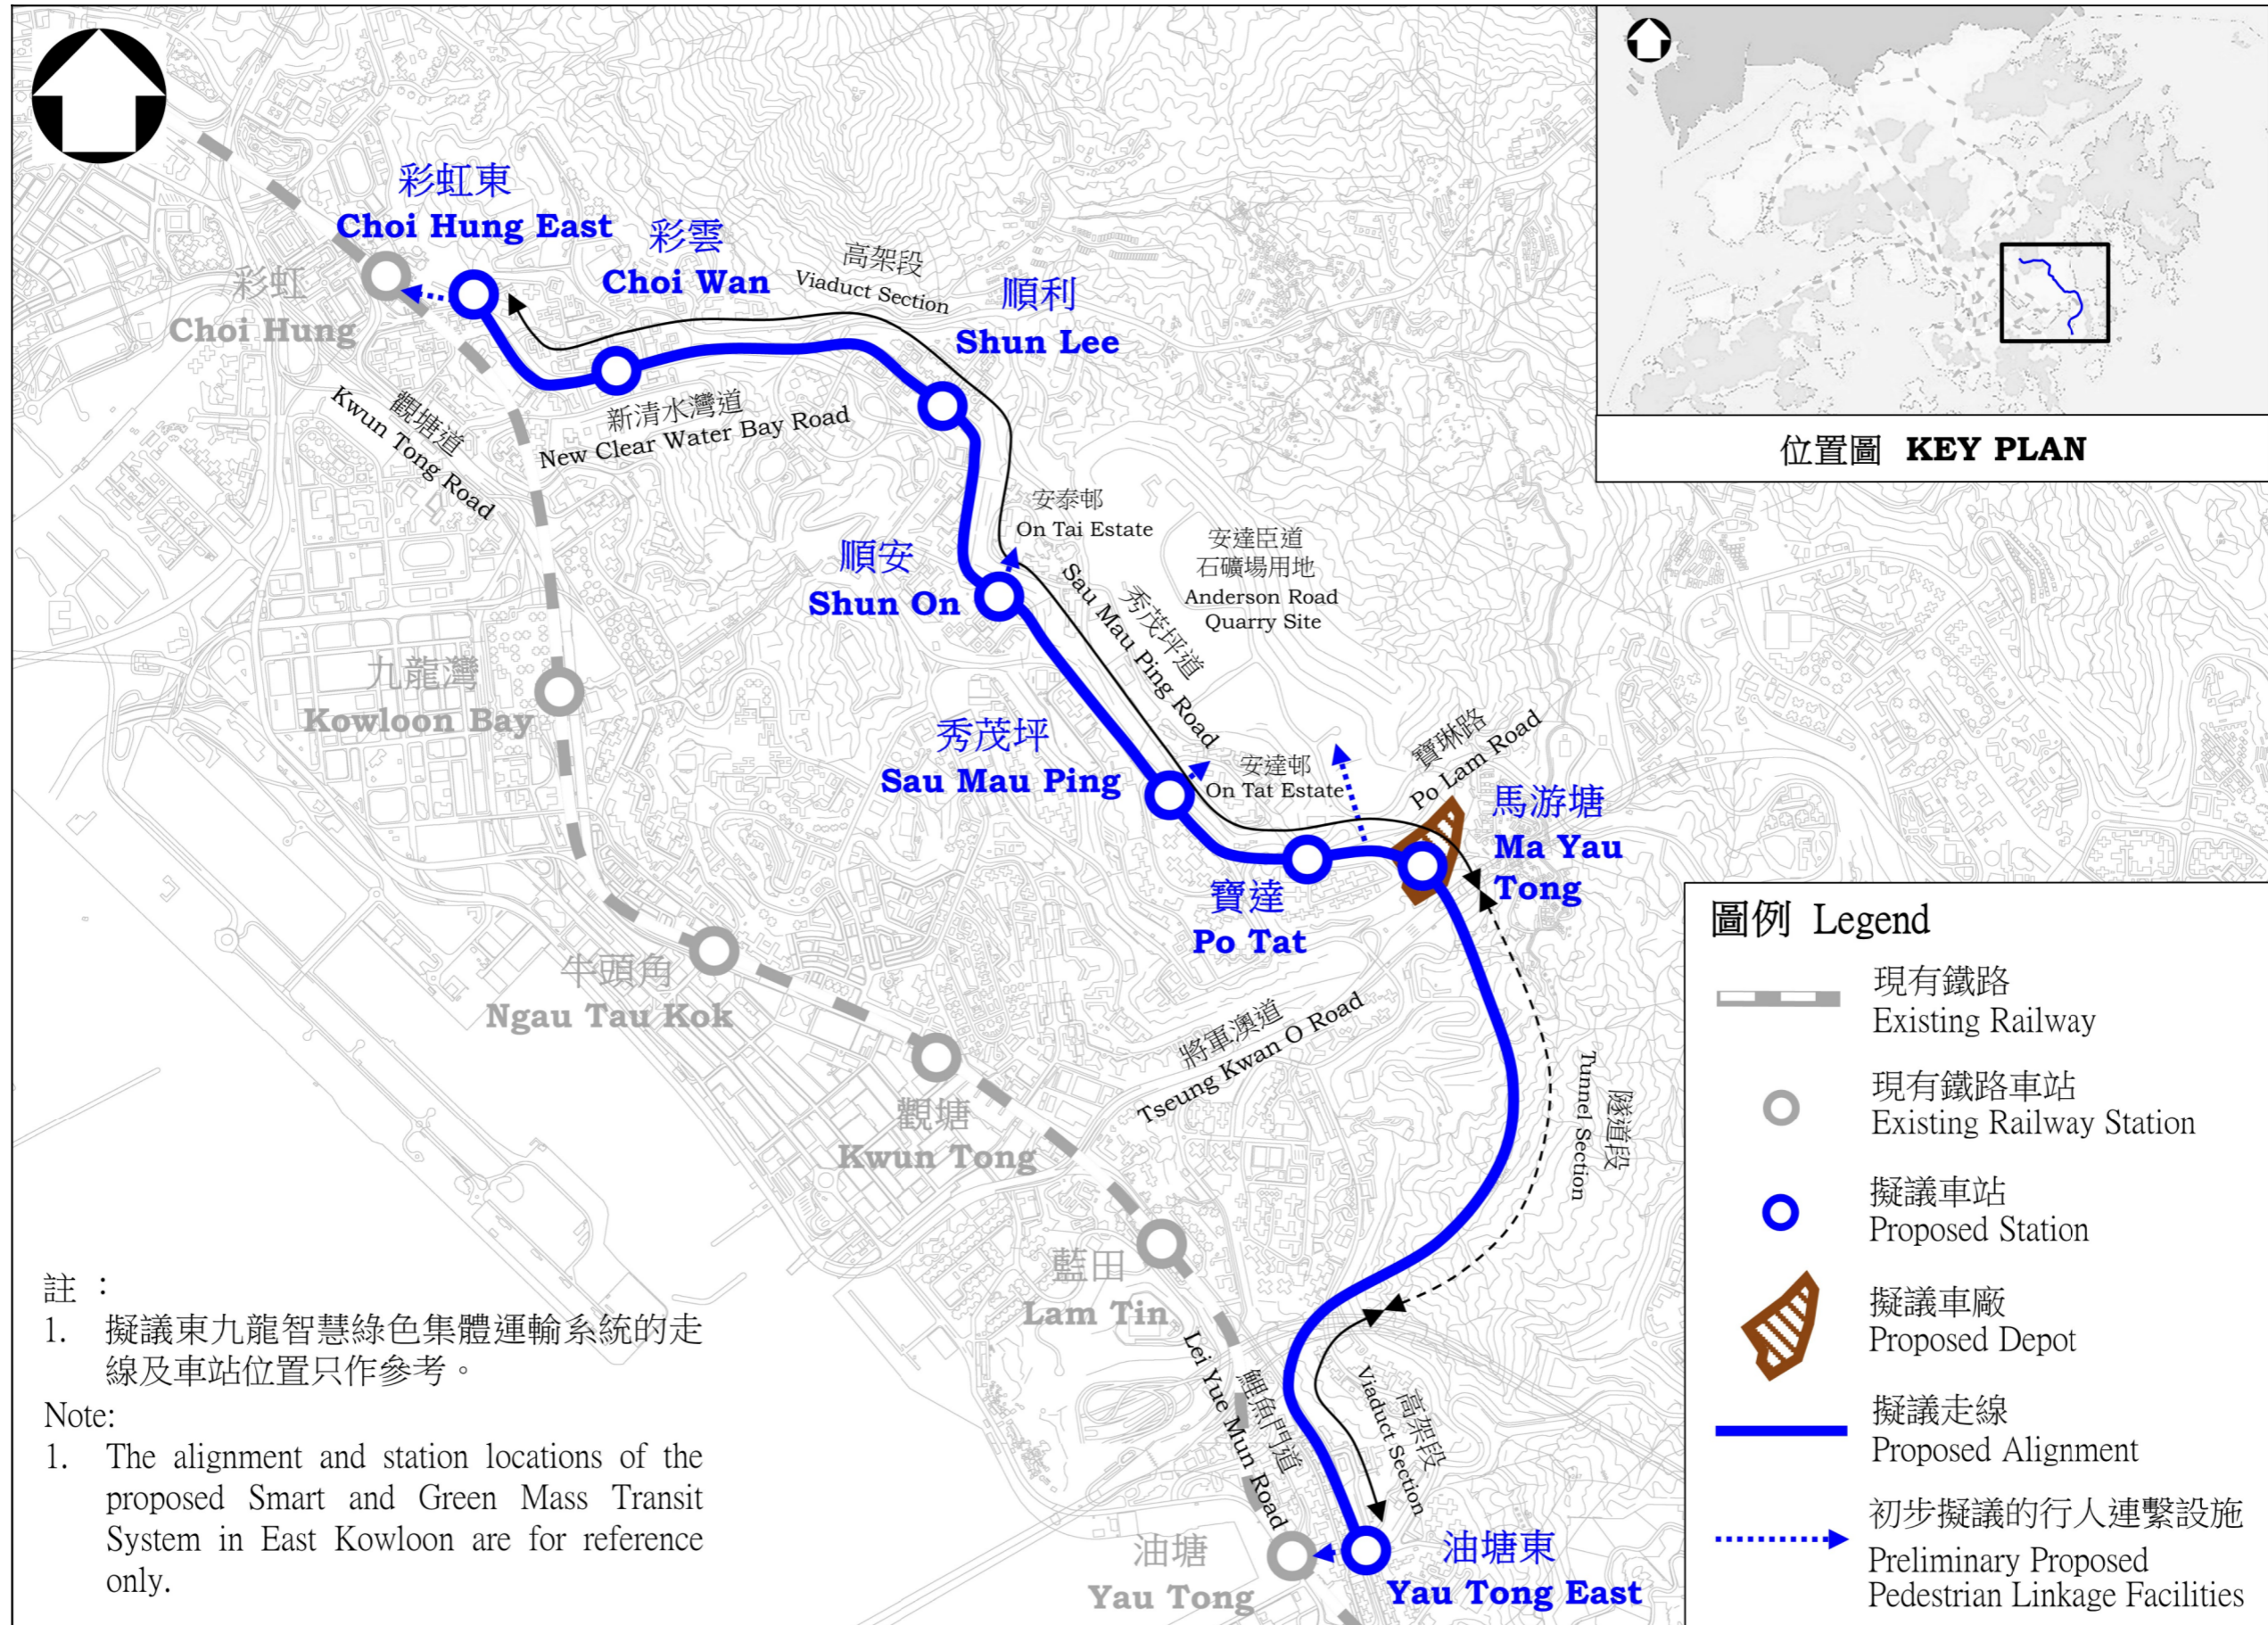 彩虹東
Choi Hung East
彩雲
Choi Wan
高架段
Viaduct Section
順利
Shun Lee
彩虹
Choi Hung
觀塘道
Kwun Tong Road
新清水灣道
New Clear Water Bay Road
位置圖 KEY PLAN
安泰邨
On Tai Estate
安達臣道
石礦場用地
Anderson Road
Quarry Site
順安
Shun On
秀茂坪道
Sau Mau Ping Road
九龍灣
Kowloon Bay
秀茂坪
Sau Mau Ping
安達邨
On Tat Estate
寶琳路
Po Lam Road
馬游塘
Ma Yau
Tong
寶達
Po Tat
牛頭角
Ngau Tau Kok
將軍澳道
Tseung Kwan O Road
觀塘
Kwun Tong
隧道段
Tunnel Section
藍田
Lam Tin
鯉魚門道
Lei Yue Mun Road
高架段
Viaduct Section
油塘
Yau Tong
油塘東
Yau Tong East
註 :
1. 擬議東九龍智慧綠色集體運輸系統的走
線及車站位置只作參考。
Note:
1. The alignment and station locations of the
proposed Smart and Green Mass Transit
System in East Kowloon are for reference
only.
圖例 Legend
現有鐵路
Existing Railway
現有鐵路車站
Existing Railway Station
擬議車站
Proposed Station
擬議車廠
Proposed Depot
擬議走線
Proposed Alignment
初步擬議的行人連繫設施
Preliminary Proposed
Pedestrian Linkage Facilities